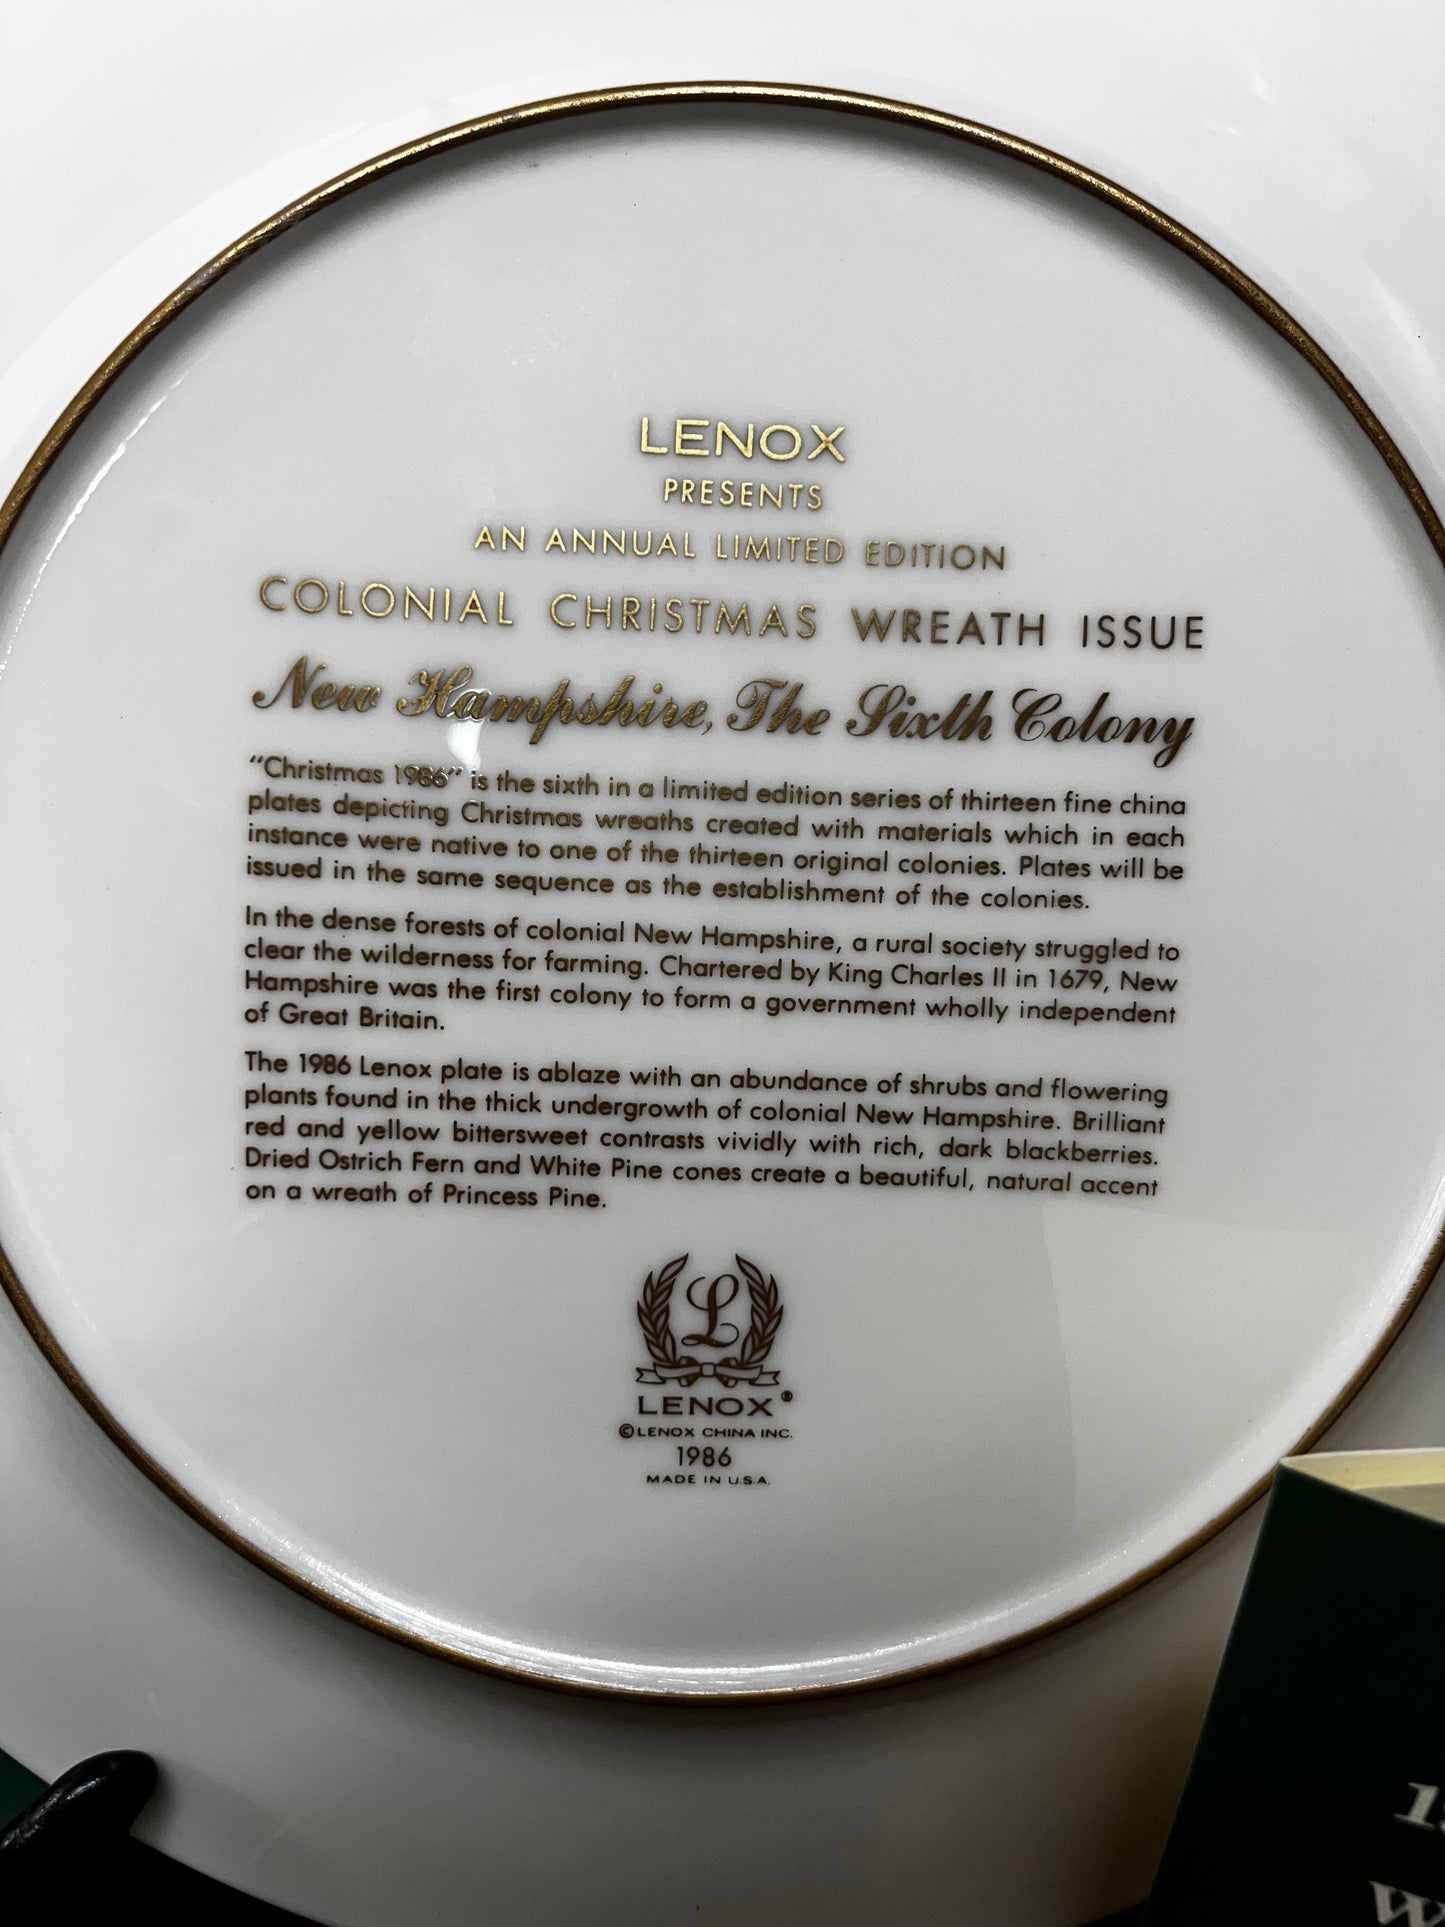 LENOX
PRESENTS
AN ANNUAL LIMITED EDITION
COLONIAL CHRISTMAS WREATH ISSUE
New Hampshire, The Sixth Colony
"Christmas 1986" is the sixth in a limited edition series of thirteen fine china
plates depicting Christmas wreaths created with materials which in each
instance were native to one of the thirteen original colonies. Plates will be
issued in the same sequence as the establishment of the colonies.
In the dense forests of colonial New Hampshire, a rural society struggled to
clear the wilderness for farming. Chartered by King Charles II in 1679, New
Hampshire was the first colony to form a government wholly independent
of Great Britain.
The 1986 Lenox plate is ablaze with an abundance of shrubs and flowering
plants found in the thick undergrowth of colonial New Hampshire. Brilliant
red and yellow bittersweet contrasts vividly with rich, dark blackberries.
Dried Ostrich Fern and White Pine cones create a beautiful, natural accent
on a wreath of Princess Pine.
L
LENOX®
©LENOX CHINA INC.
1986
MADE IN U.S.A.